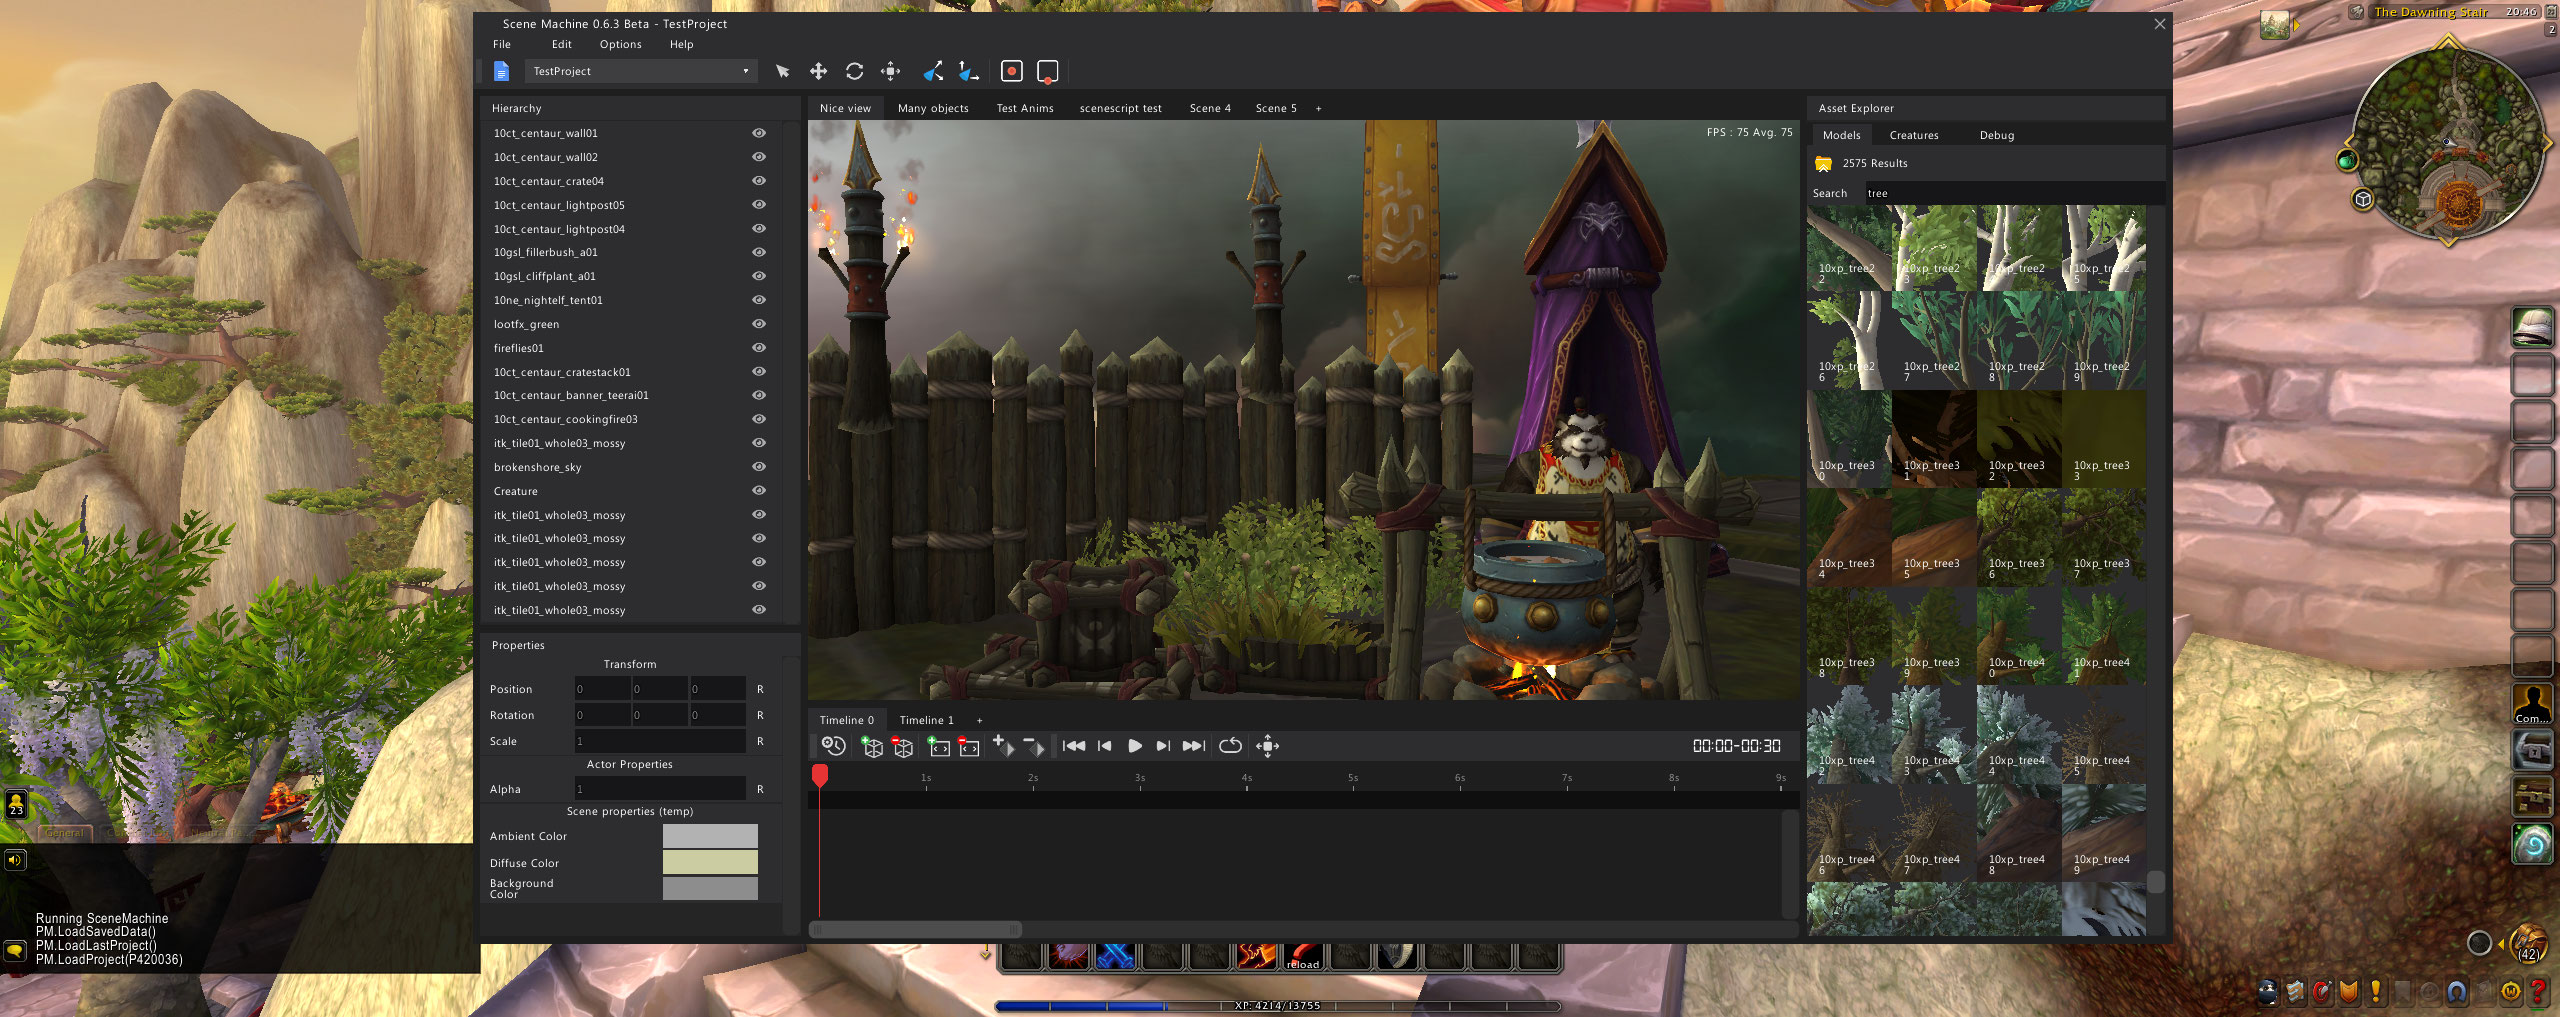 Scene Machine 0.6.3 Beta - TestProject
File Edit Options Help
TestProject
Hierarchy
10ct_centaur_wall01
10ct_centaur_wall02
10ct_centaur_crate04
10ct_centaur_lightpost05
10ct_centaur_lightpost04
10gsl_fillerbush_a01
10gsl_cliffplant_a01
10ne_nightelf_tent01
lootfx_green
fireflies01
10ct_centaur_cratestack01
10ct_centaur_banner_teerai01
10ct_centaur_cookingfire03
itk_tile01_whole03_mossy
brokenshore_sky
Creature
itk_tile01_whole03_mossy
itk_tile01_whole03_mossy
itk_tile01_whole03_mossy
itk_tile01_whole03_mossy
itk_tile01_whole03_mossy
Properties
Transform
Position 0 0 0 R
Rotation 0 0 0 R
Scale 1 R
Actor Properties
Alpha 1 R
Scene properties (temp)
Ambient Color
Diffuse Color
Background
Color
Nice view Many objects Test Anims scenescript test Scene 4 Scene 5 +
FPS : 75 Avg. 75
Timeline 0 Timeline 1 +
00:00-00:30
1s 2s 3s 4s 5s 6s 7s 8s 9s
Asset Explorer
Models Creatures Debug
2575 Results
Search tree
10xp_tree2 10xp_tree2 10xp_tree2 10xp_tree2
2 3 4 5
10xp_tree2 10xp_tree2 10xp_tree2 10xp_tree2
6 7 8 9
10xp_tree3 10xp_tree3 10xp_tree3 10xp_tree3
0 1 2 3
10xp_tree3 10xp_tree3 10xp_tree3 10xp_tree3
4 5 6 7
10xp_tree3 10xp_tree3 10xp_tree4 10xp_tree4
8 9 0 1
10xp_tree4 10xp_tree4 10xp_tree4 10xp_tree4
2 3 4 5
10xp_tree4 10xp_tree4 10xp_tree4 10xp_tree4
6 7 8 9
The Dawning Stair 20:46
2
23
General
Running SceneMachine
PM.LoadSavedData()
PM.LoadLastProject()
PM.LoadProject(P420036)
reload
XP: 4214/13755
Com...
(42)